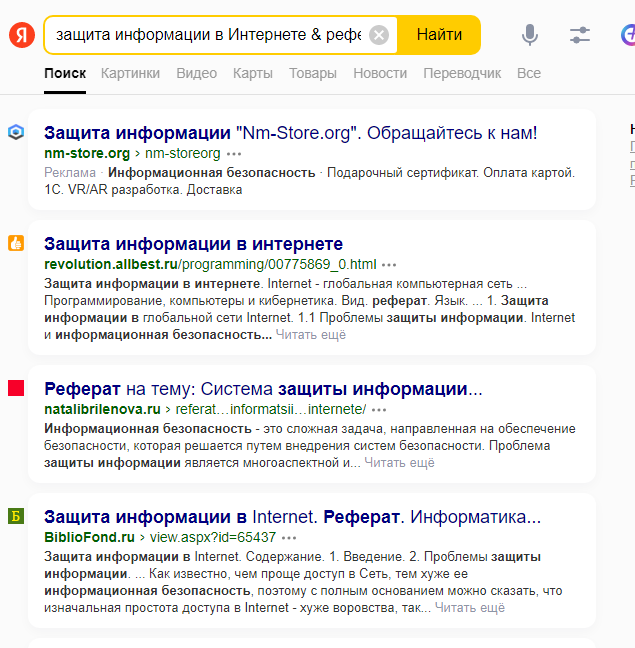 Я
защита информации в Интернете & рефе
Найти
Поиск Картинки Видео Карты Товары Новости Переводчик Все
Защита информации "Nm-Store.org". Обращайтесь к нам!
nm-store.org › nm-storeorg •••
Реклама · Информационная безопасность · Подарочный сертификат. Оплата картой.
1С. VR/AR разработка. Доставка
Защита информации в интернете
revolution.allbest.ru/programming/00775869_0.html •••
Защита информации в интернете. Internet - глобальная компьютерная сеть ...
Программирование, компьютеры и кибернетика. Вид. реферат. Язык. ... 1. Защита
информации в глобальной сети Internet. 1.1 Проблемы защиты информации. Internet
и информационная безопасность... Читать ещё
Реферат на тему: Система защиты информации...
natalibrilenova.ru › referat…informatsii…internete/ •••
Информационная безопасность - это сложная задача, направленная на обеспечение
безопасности, которая решается путем внедрения систем безопасности. Проблема
защиты информации является многоаспектной и... Читать ещё
Б
Защита информации в Internet. Реферат. Информатика...
BiblioFond.ru › view.aspx?id=65437 •••
Защита информации в Internet. Содержание. 1. Введение. 2. Проблемы защиты
информации. ... Как известно, чем проще доступ в Сеть, тем хуже ее
информационная безопасность, поэтому с полным основанием можно сказать, что
изначальная простота доступа в Internet - хуже воровства, так... Читать ещё